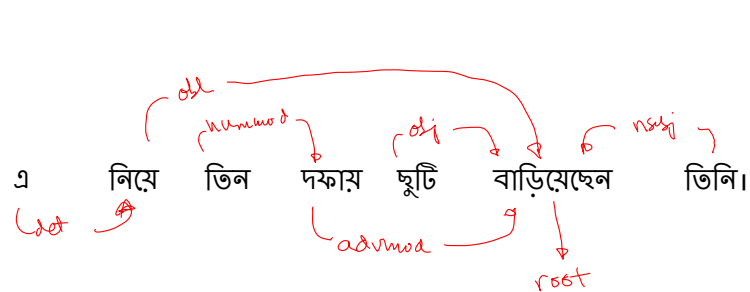 obl
nummod obj nsubj
এ নিয়ে তিন দফায় ছুটি বাড়িয়েছেন তিনি।
det advmod
root